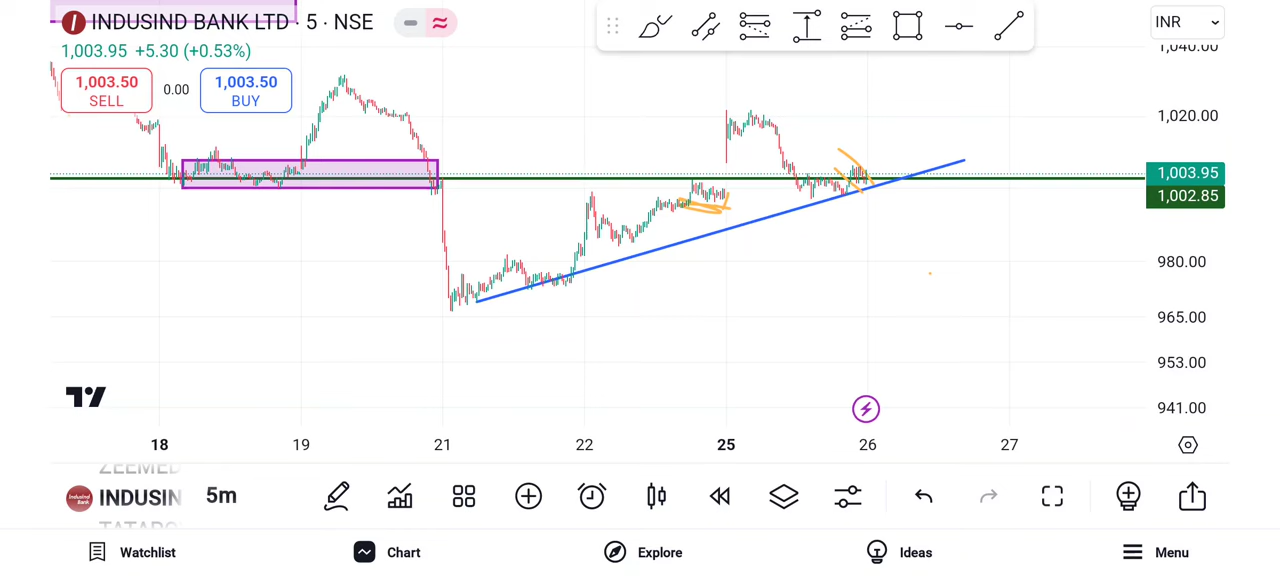 INDUSIND BANK LTD · 5 · NSE
INR
1,003.95 +5.30 (+0.53%)
1,003.50
SELL
0.00
1,003.50
BUY
1,040.00
1,020.00
1,003.95
1,002.85
980.00
965.00
953.00
941.00
18 19 21 22 25 26 27
ZEEMED
INDUSIN
5m
Watchlist
Chart
Explore
Ideas
Menu